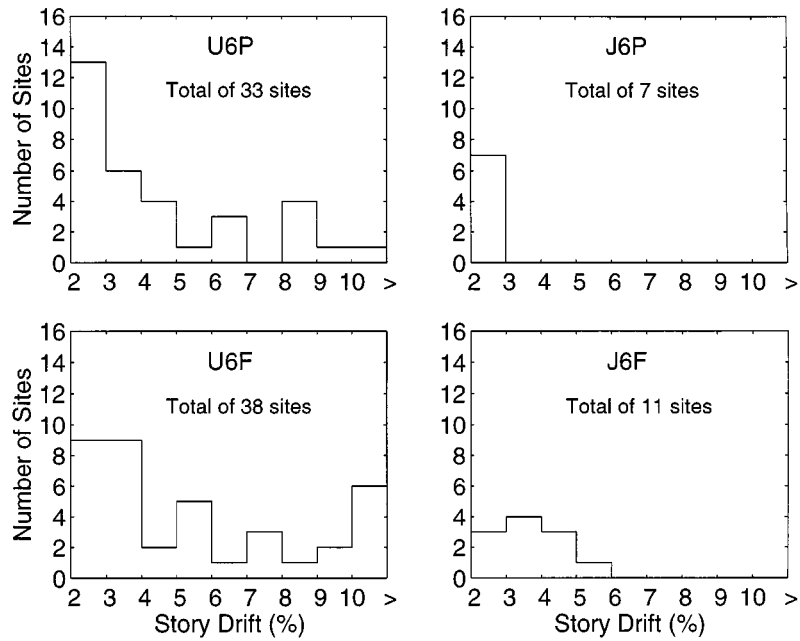 U6P
Total of 33 sites
Number of Sites
16
14
12
10
8
6
4
2
0
2 3 4 5 6 7 8 9 10 >
J6P
Total of 7 sites
16
14
12
10
8
6
4
2
0
2 3 4 5 6 7 8 9 10 >
U6F
Total of 38 sites
Number of Sites
16
14
12
10
8
6
4
2
0
2 3 4 5 6 7 8 9 10 >
Story Drift (%)
J6F
Total of 11 sites
16
14
12
10
8
6
4
2
0
2 3 4 5 6 7 8 9 10 >
Story Drift (%)